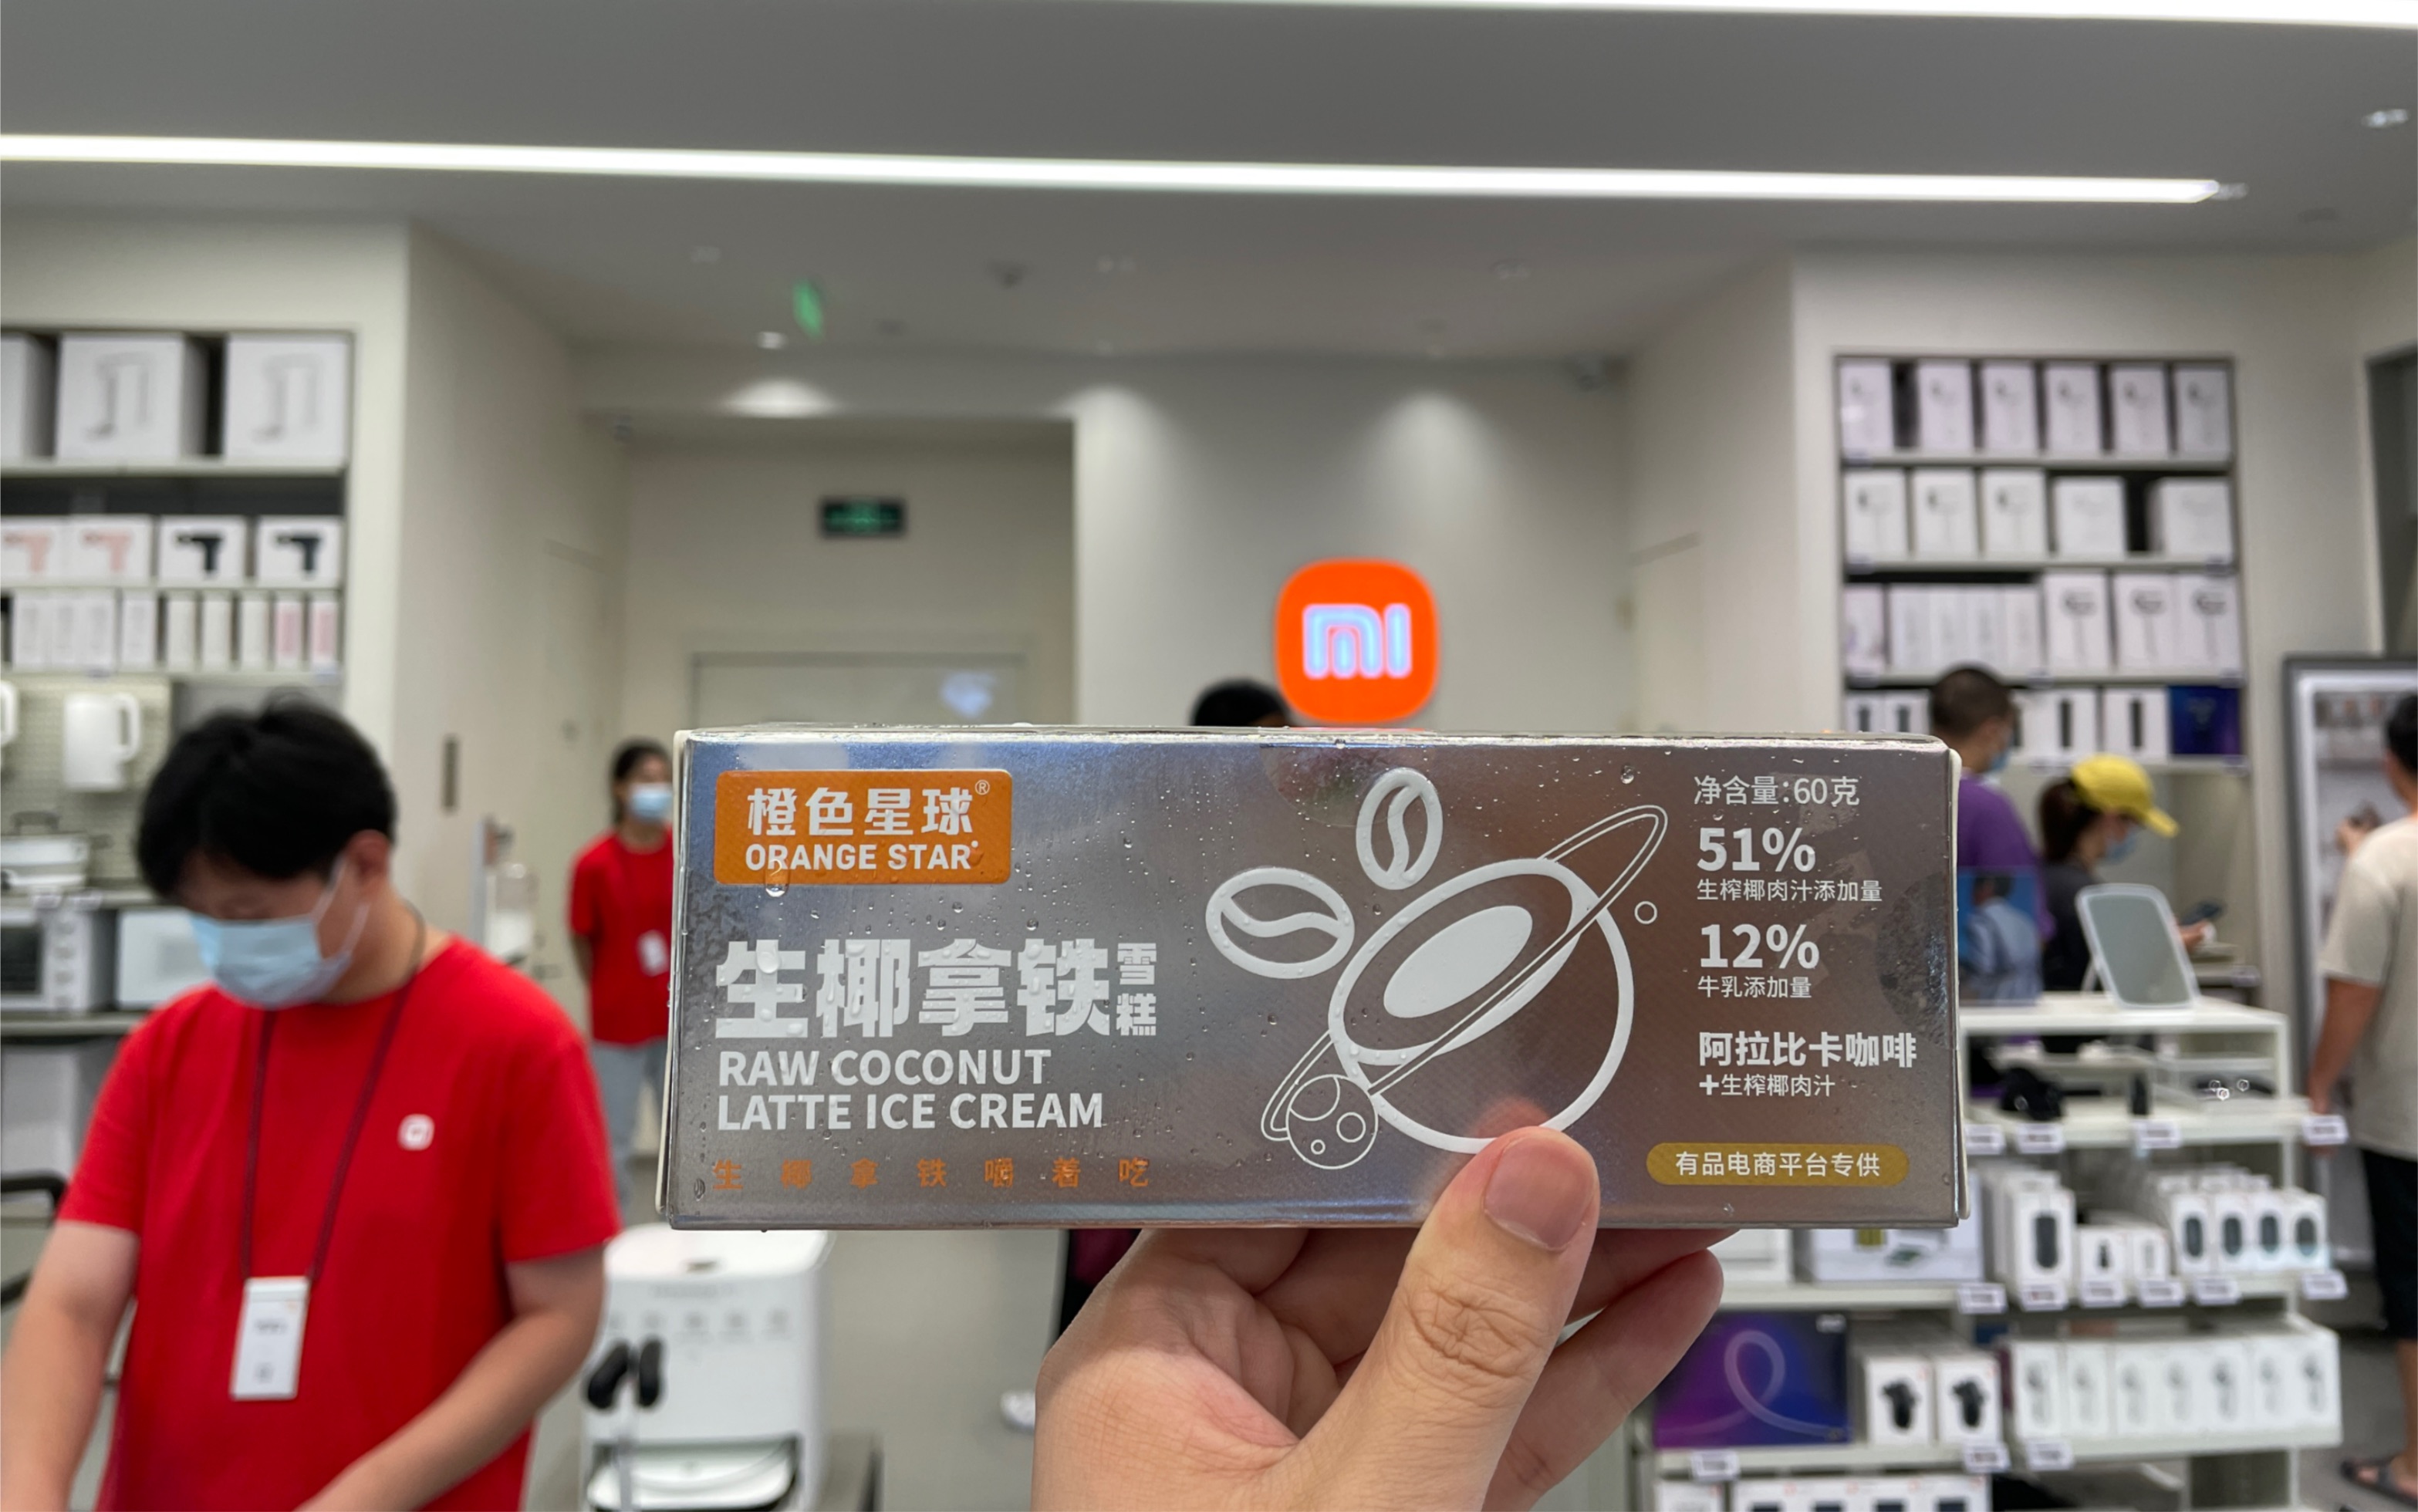 mi
橙色星球®
ORANGE STAR
生椰拿铁雪糕
RAW COCONUT
LATTE ICE CREAM
生椰拿铁嚼着吃
净含量:60克
51%
生榨椰肉汁添加量
12%
牛乳添加量
阿拉比卡咖啡
+生榨椰肉汁
有品电商平台专供